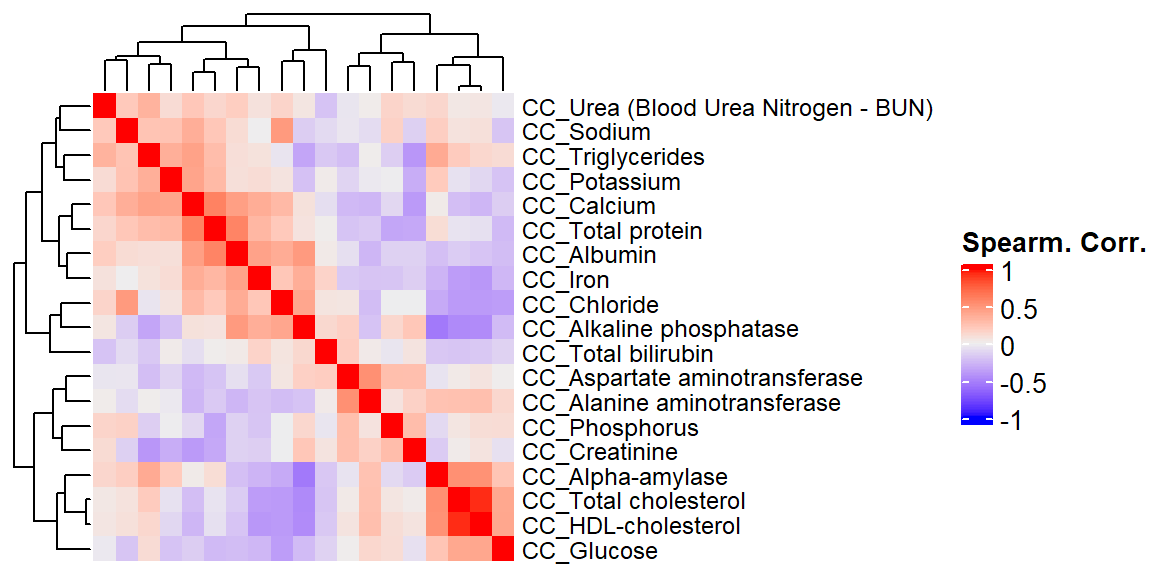 CC_Urea (Blood Urea Nitrogen - BUN)
CC_Sodium
CC_Triglycerides
CC_Potassium
CC_Calcium
CC_Total protein
CC_Albumin
CC_Iron
CC_Chloride
CC_Alkaline phosphatase
CC_Total bilirubin
CC_Aspartate aminotransferase
CC_Alanine aminotransferase
CC_Phosphorus
CC_Creatinine
CC_Alpha-amylase
CC_Total cholesterol
CC_HDL-cholesterol
CC_Glucose
Spearm. Corr.
1
0.5
0
-0.5
-1